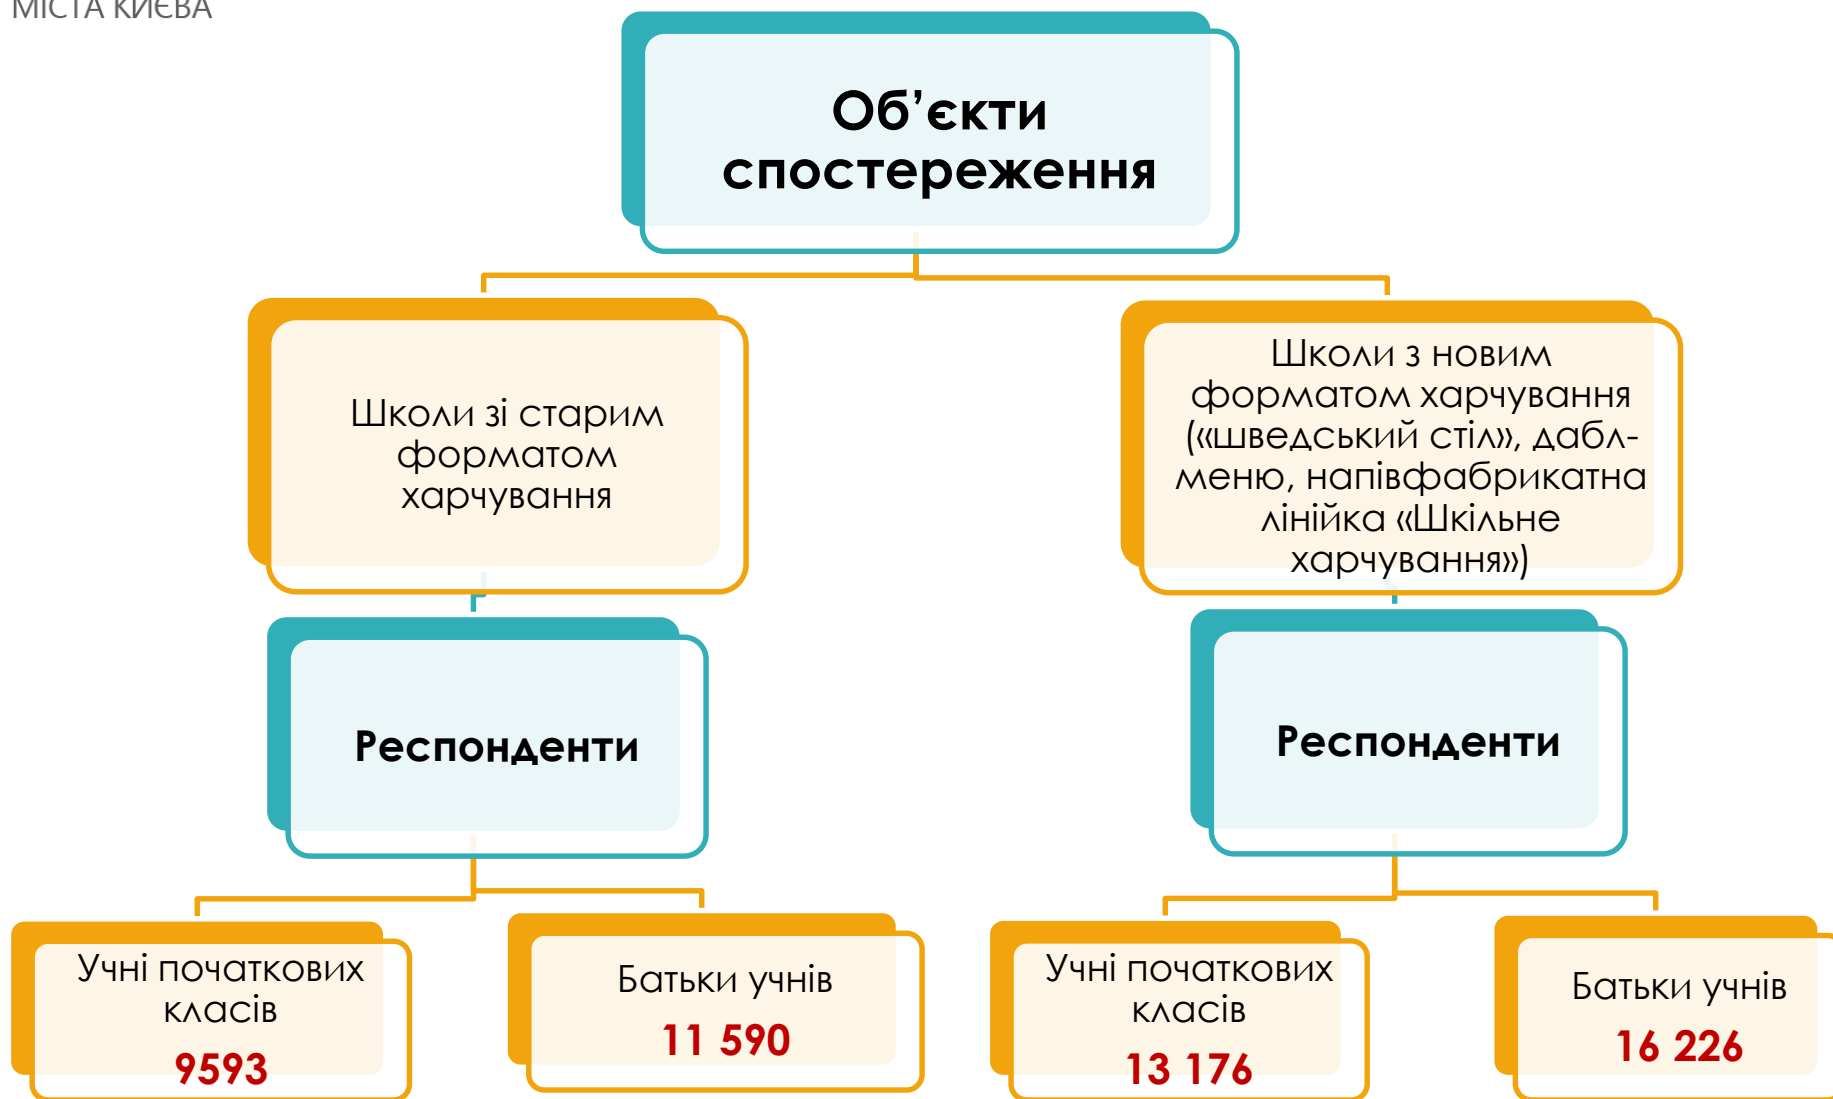 МІСТА КИЄВА
Об’єкти
спостереження
Школи зі старим
форматом
харчування
Школи з новим
форматом харчування
(«шведський стіл», дабл-
меню, напівфабрикатна
лінійка «Шкільне
харчування»)
Респонденти
Респонденти
Учні початкових
класів
9593
Батьки учнів
11 590
Учні початкових
класів
13 176
Батьки учнів
16 226